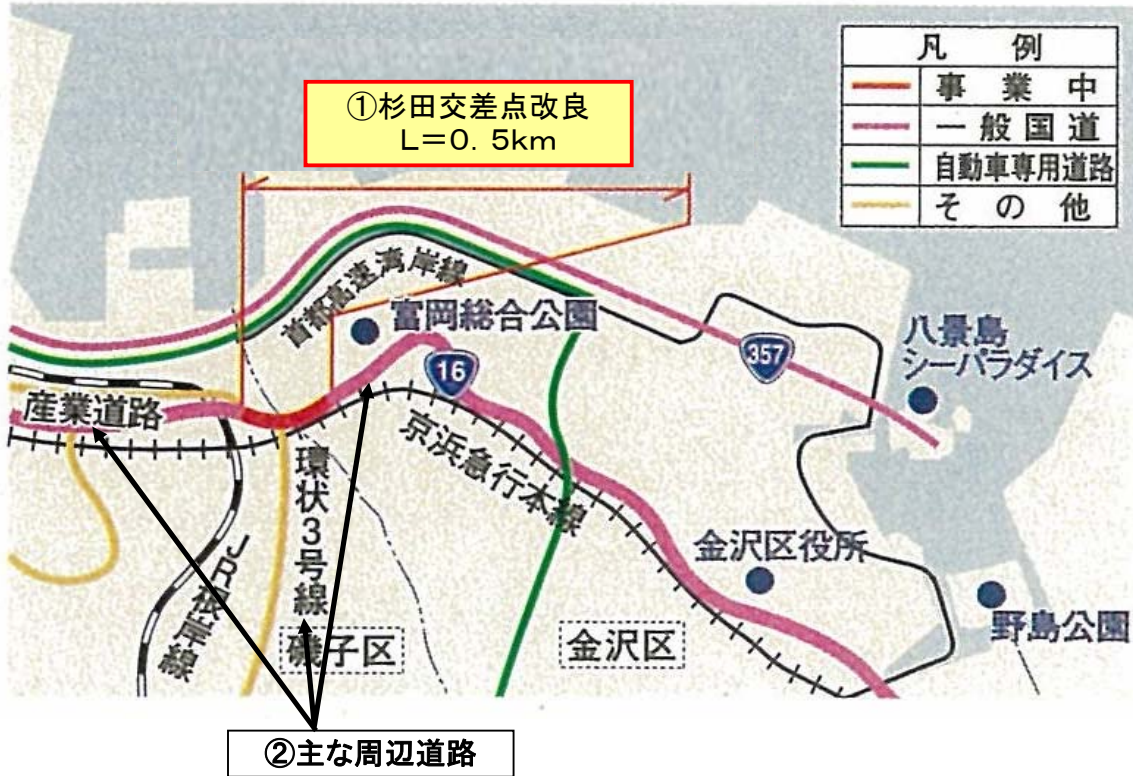 ①杉田交差点改良
L=0.5km
凡例
事業中
一般国道
自動車専用道路
その他
首都高速湾岸線
富岡総合公園
16
357
八景島
シーパラダイス
産業道路
京浜急行本線
環状3号線
JR根岸線
金沢区役所
磯子区
金沢区
野島公園
②主な周辺道路